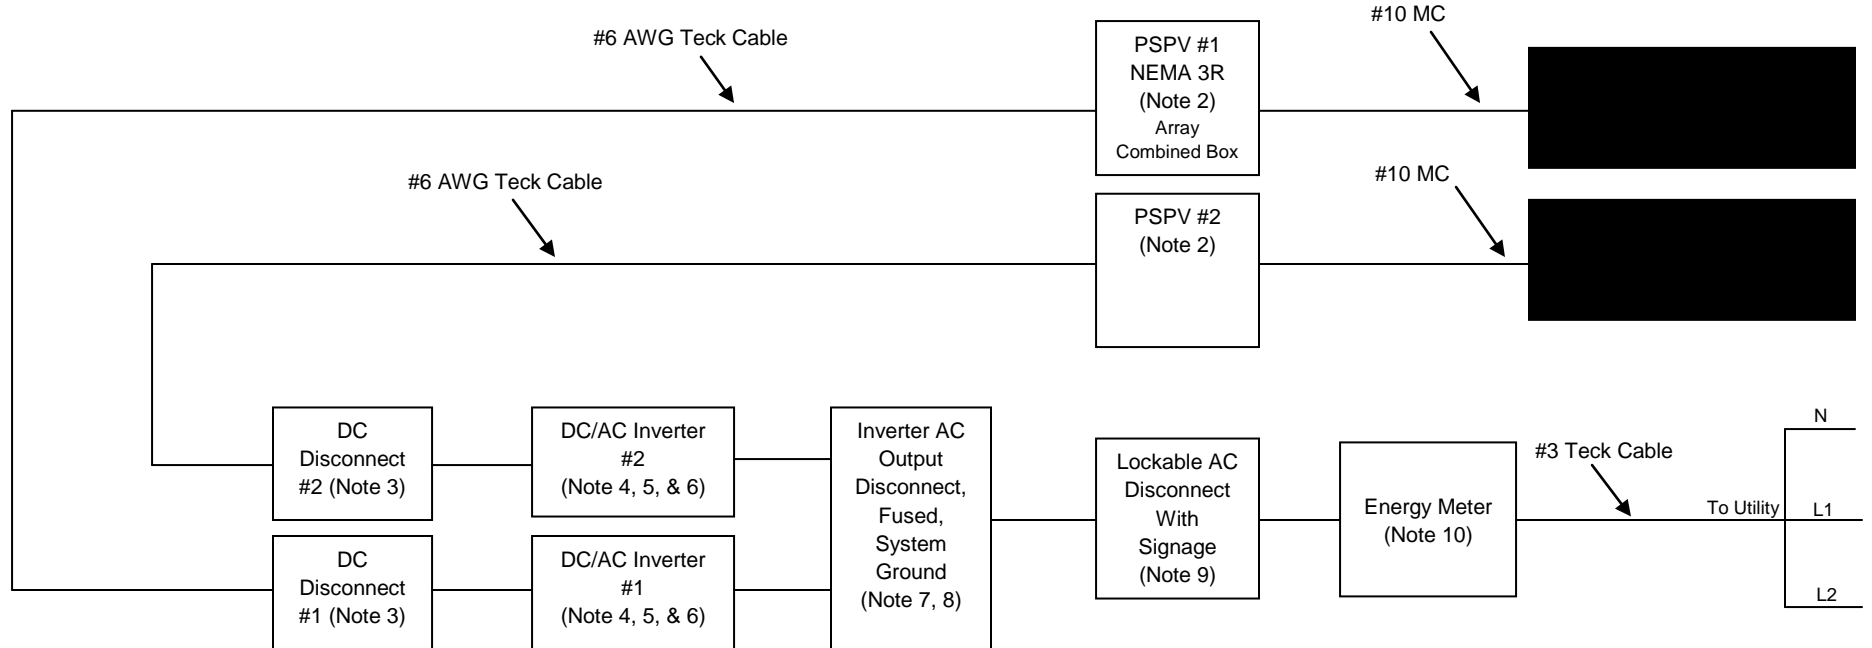 #10 MC
#6 AWG Teck Cable
PSPV #1
NEMA 3R
(Note 2)
Array
Combined Box
#6 AWG Teck Cable
#10 MC
PSPV #2
(Note 2)
DC
Disconnect
#2 (Note 3)
DC/AC Inverter
#2
(Note 4, 5, & 6)
Inverter AC
Output
Disconnect,
Fused,
System
Ground
(Note 7, 8)
Lockable AC
Disconnect
With
Signage
(Note 9)
Energy Meter
(Note 10)
#3 Teck Cable
To Utility
N
L1
L2
DC
Disconnect
#1 (Note 3)
DC/AC Inverter
#1
(Note 4, 5, & 6)